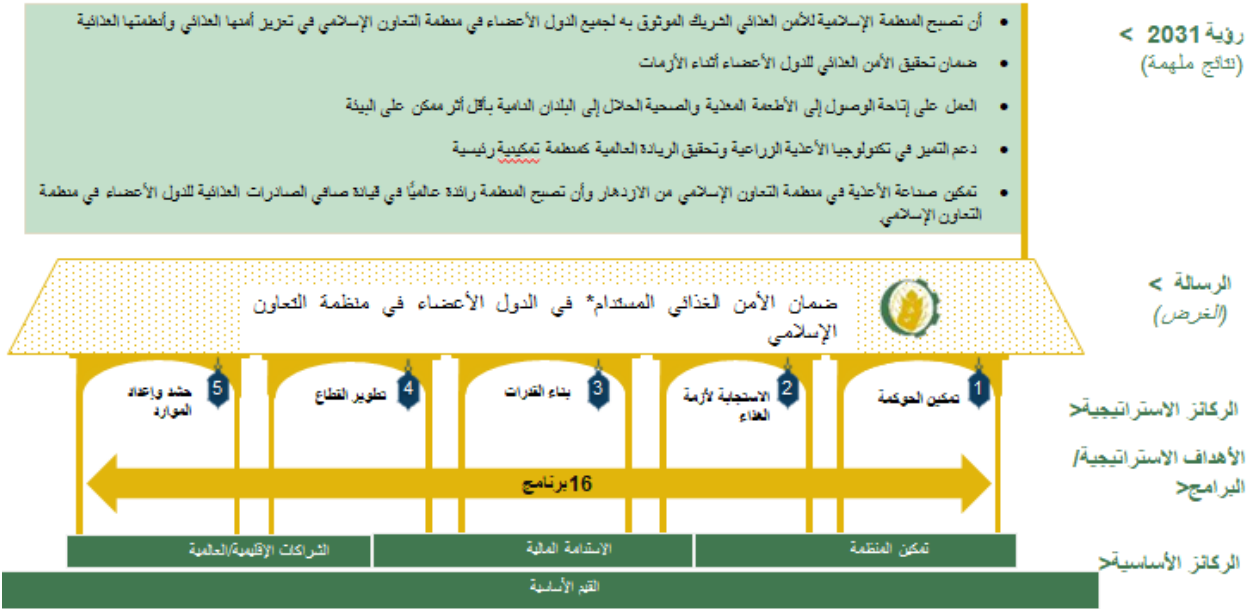 رؤية 2031 >
(نتائج ملهمة)
• أن تصبح المنظمة الإسلامية للأمن الغذائي الشريك الموثوق به لجميع الدول الأعضاء في منظمة التعاون الإسلامي في تعزيز أمنها الغذائي وأنظمتها الغذائية
• ضمان تحقيق الأمن الغذائي للدول الأعضاء أثناء الأزمات
• العمل على إتاحة الوصول إلى الأطعمة المغذية والصحية الحلال إلى البلدان النامية بأقل أثر ممكن على البيئة
• دعم التميز في تكنولوجيا الأغذية الزراعية وتحقيق الريادة العالمية كمنظمة تمكينية رئيسية
• تمكين صناعة الأغذية في منظمة التعاون الإسلامي من الازدهار وأن تصبح المنظمة رائدة عالميًا في قيادة صافي الصادرات الغذائية للدول الأعضاء في منظمة
التعاون الإسلامي.
الرسالة >
(الغرض)
ضمان الأمن الغذائي المستدام* في الدول الأعضاء في منظمة التعاون
الإسلامي
الركائز الاستراتيجية>
1 تمكين الحوكمة
2 الاستجابة لأزمة
الغذاء
3 بناء القدرات
4 تطوير القطاع
5 حشد وإعداد
الموارد
الأهداف الاستراتيجية/
البرامج>
16برنامج
الركائز الأساسية>
تمكين المنظمة
الاستدامة المالية
الشراكات الإقليمية/العالمية
القيم الأساسية